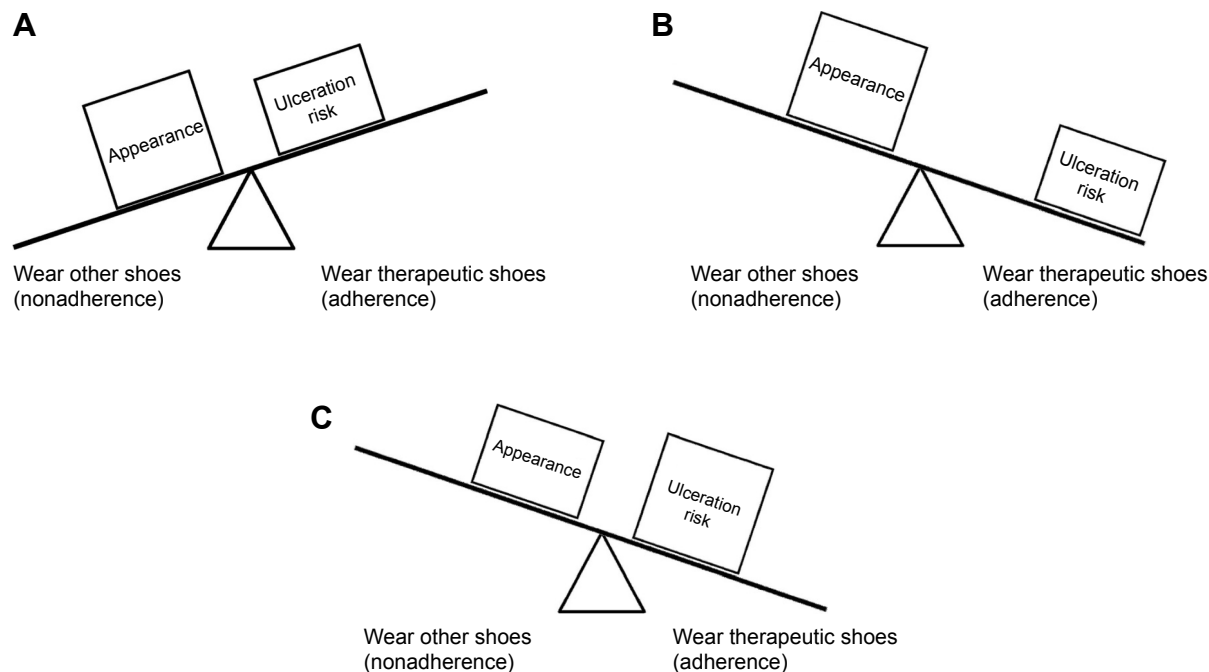 A
Appearance
Ulceration
risk
Wear other shoes
(nonadherence)
Wear therapeutic shoes
(adherence)
B
Appearance
Ulceration
risk
Wear other shoes
(nonadherence)
Wear therapeutic shoes
(adherence)
C
Appearance
Ulceration
risk
Wear other shoes
(nonadherence)
Wear therapeutic shoes
(adherence)